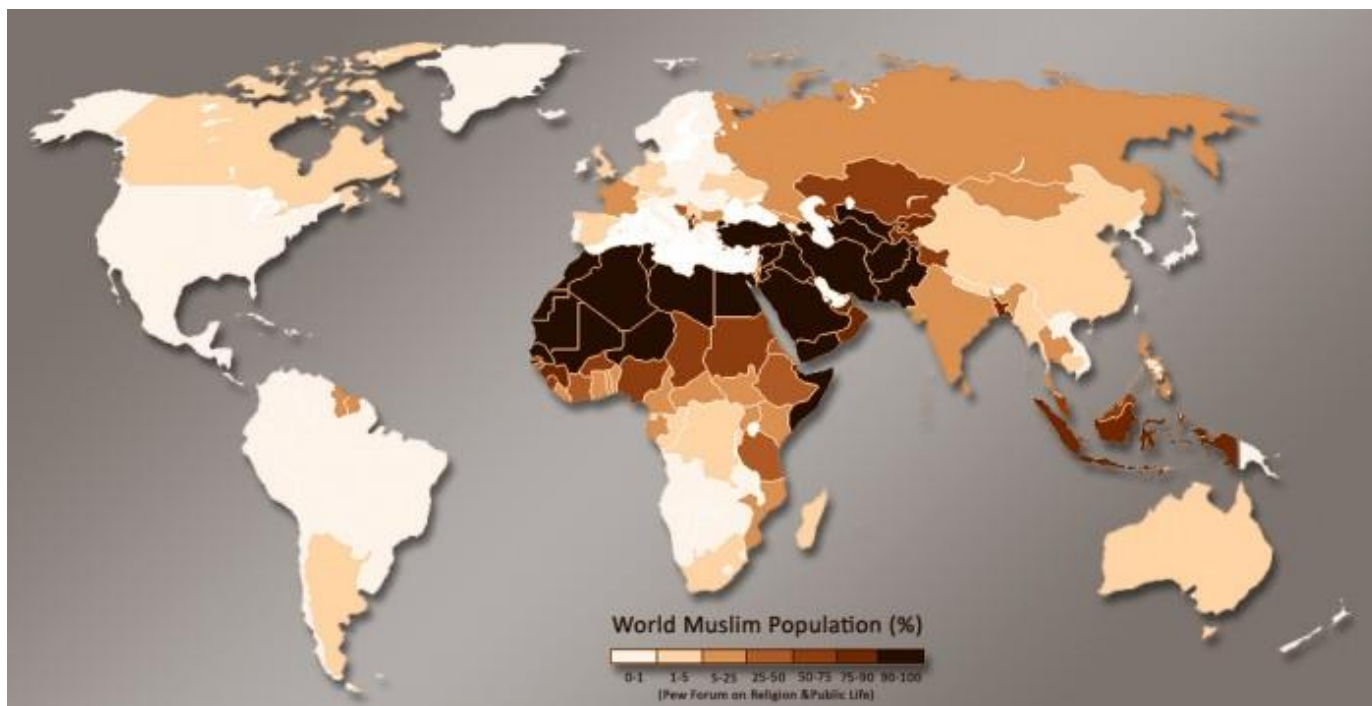 World Muslim Population (%)
0-1 1-5 5-25 25-50 50-75 75-90 90-100
(Pew Forum on Religion &Public Life)